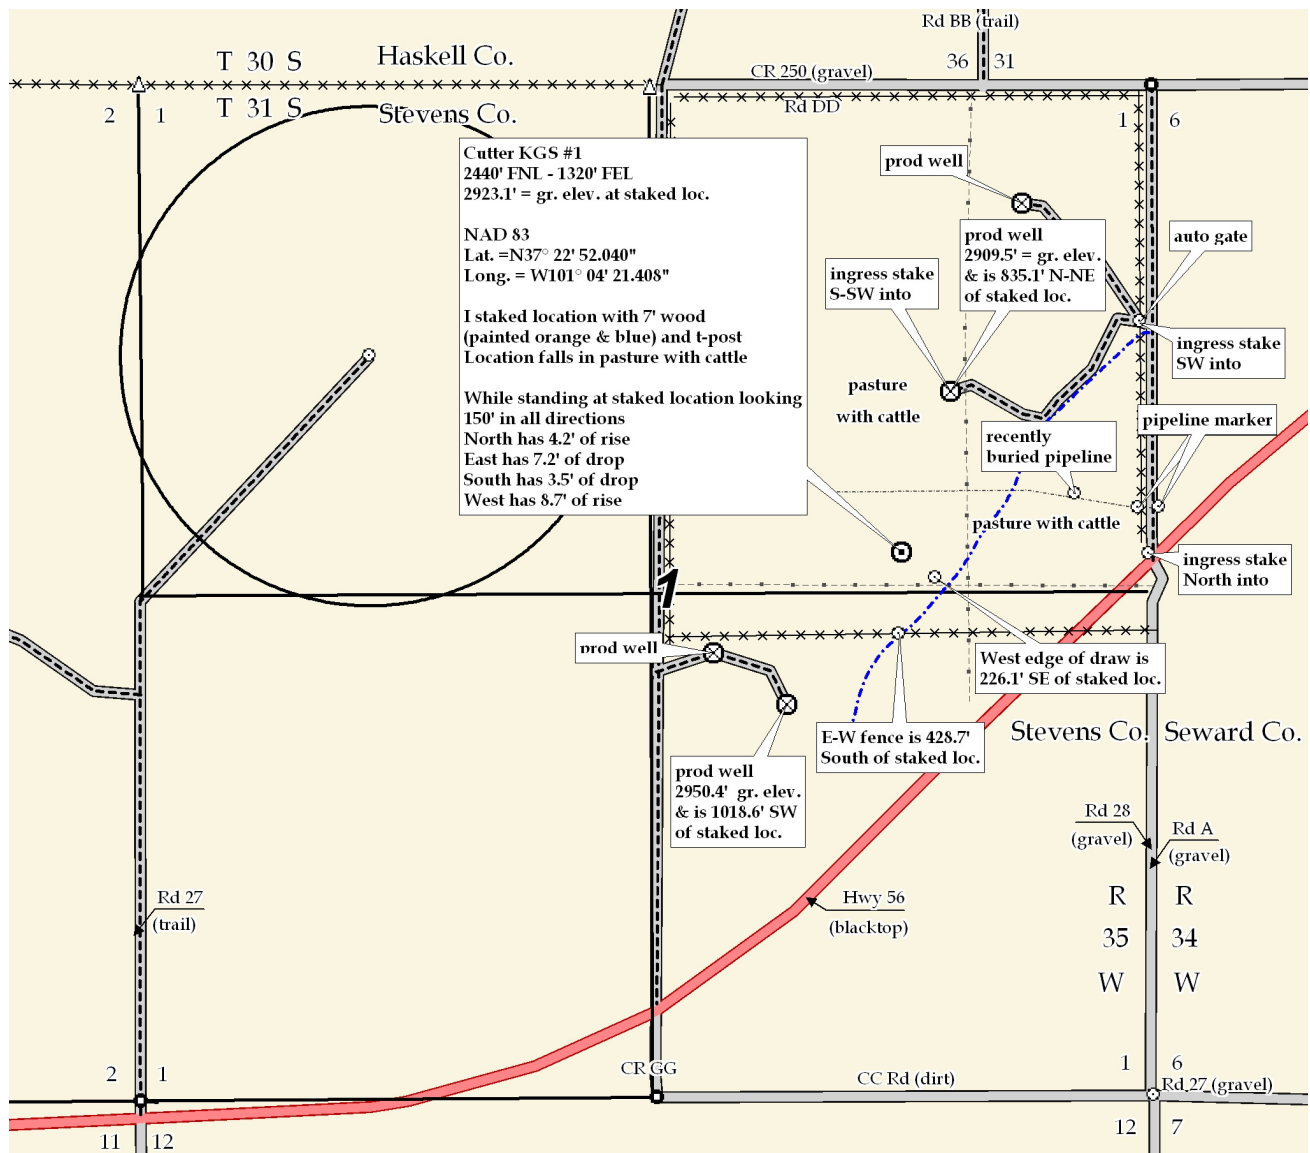 Rd BB (trail)
T 30 S
Haskell Co.
36
31
CR 250 (gravel)
2
1
T 31 S
Stevens Co.
Rd DD
1
6
Cutter KGS #1
2440' FNL - 1320' FEL
2923.1' = gr. elev. at staked loc.
NAD 83
Lat. =N37° 22' 52.040"
Long. = W101° 04' 21.408"
I staked location with 7' wood
(painted orange & blue) and t-post
Location falls in pasture with cattle
While standing at staked location looking
150' in all directions
North has 4.2' of rise
East has 7.2' of drop
South has 3.5' of drop
West has 8.7' of rise
prod well
prod well
2909.5' = gr. elev.
& is 835.1' N-NE
of staked loc.
auto gate
ingress stake
S-SW into
ingress stake
SW into
pasture
with cattle
pipeline marker
recently
buried pipeline
pasture with cattle
ingress stake
North into
1
prod well
West edge of draw is
226.1' SE of staked loc.
E-W fence is 428.7'
South of staked loc.
Stevens Co.
Seward Co.
prod well
2950.4' gr. elev.
& is 1018.6' SW
of staked loc.
Rd 28
(gravel)
Rd A
(gravel)
Rd 27
(trail)
Hwy 56
(blacktop)
R
R
35
34
W
W
2
1
CR GG
CC Rd (dirt)
1
6
Rd 27 (gravel)
11
12
12
7